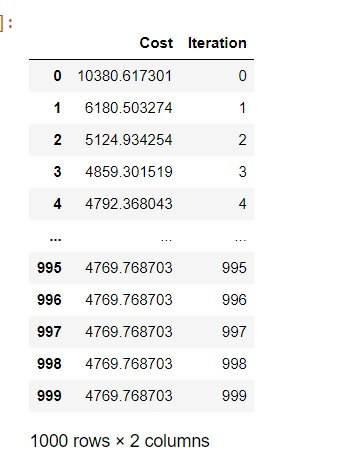 ]:
Cost Iteration
0 10380.617301 0
1 6180.503274 1
2 5124.934254 2
3 4859.301519 3
4 4792.368043 4
... ... ...
995 4769.768703 995
996 4769.768703 996
997 4769.768703 997
998 4769.768703 998
999 4769.768703 999
1000 rows × 2 columns